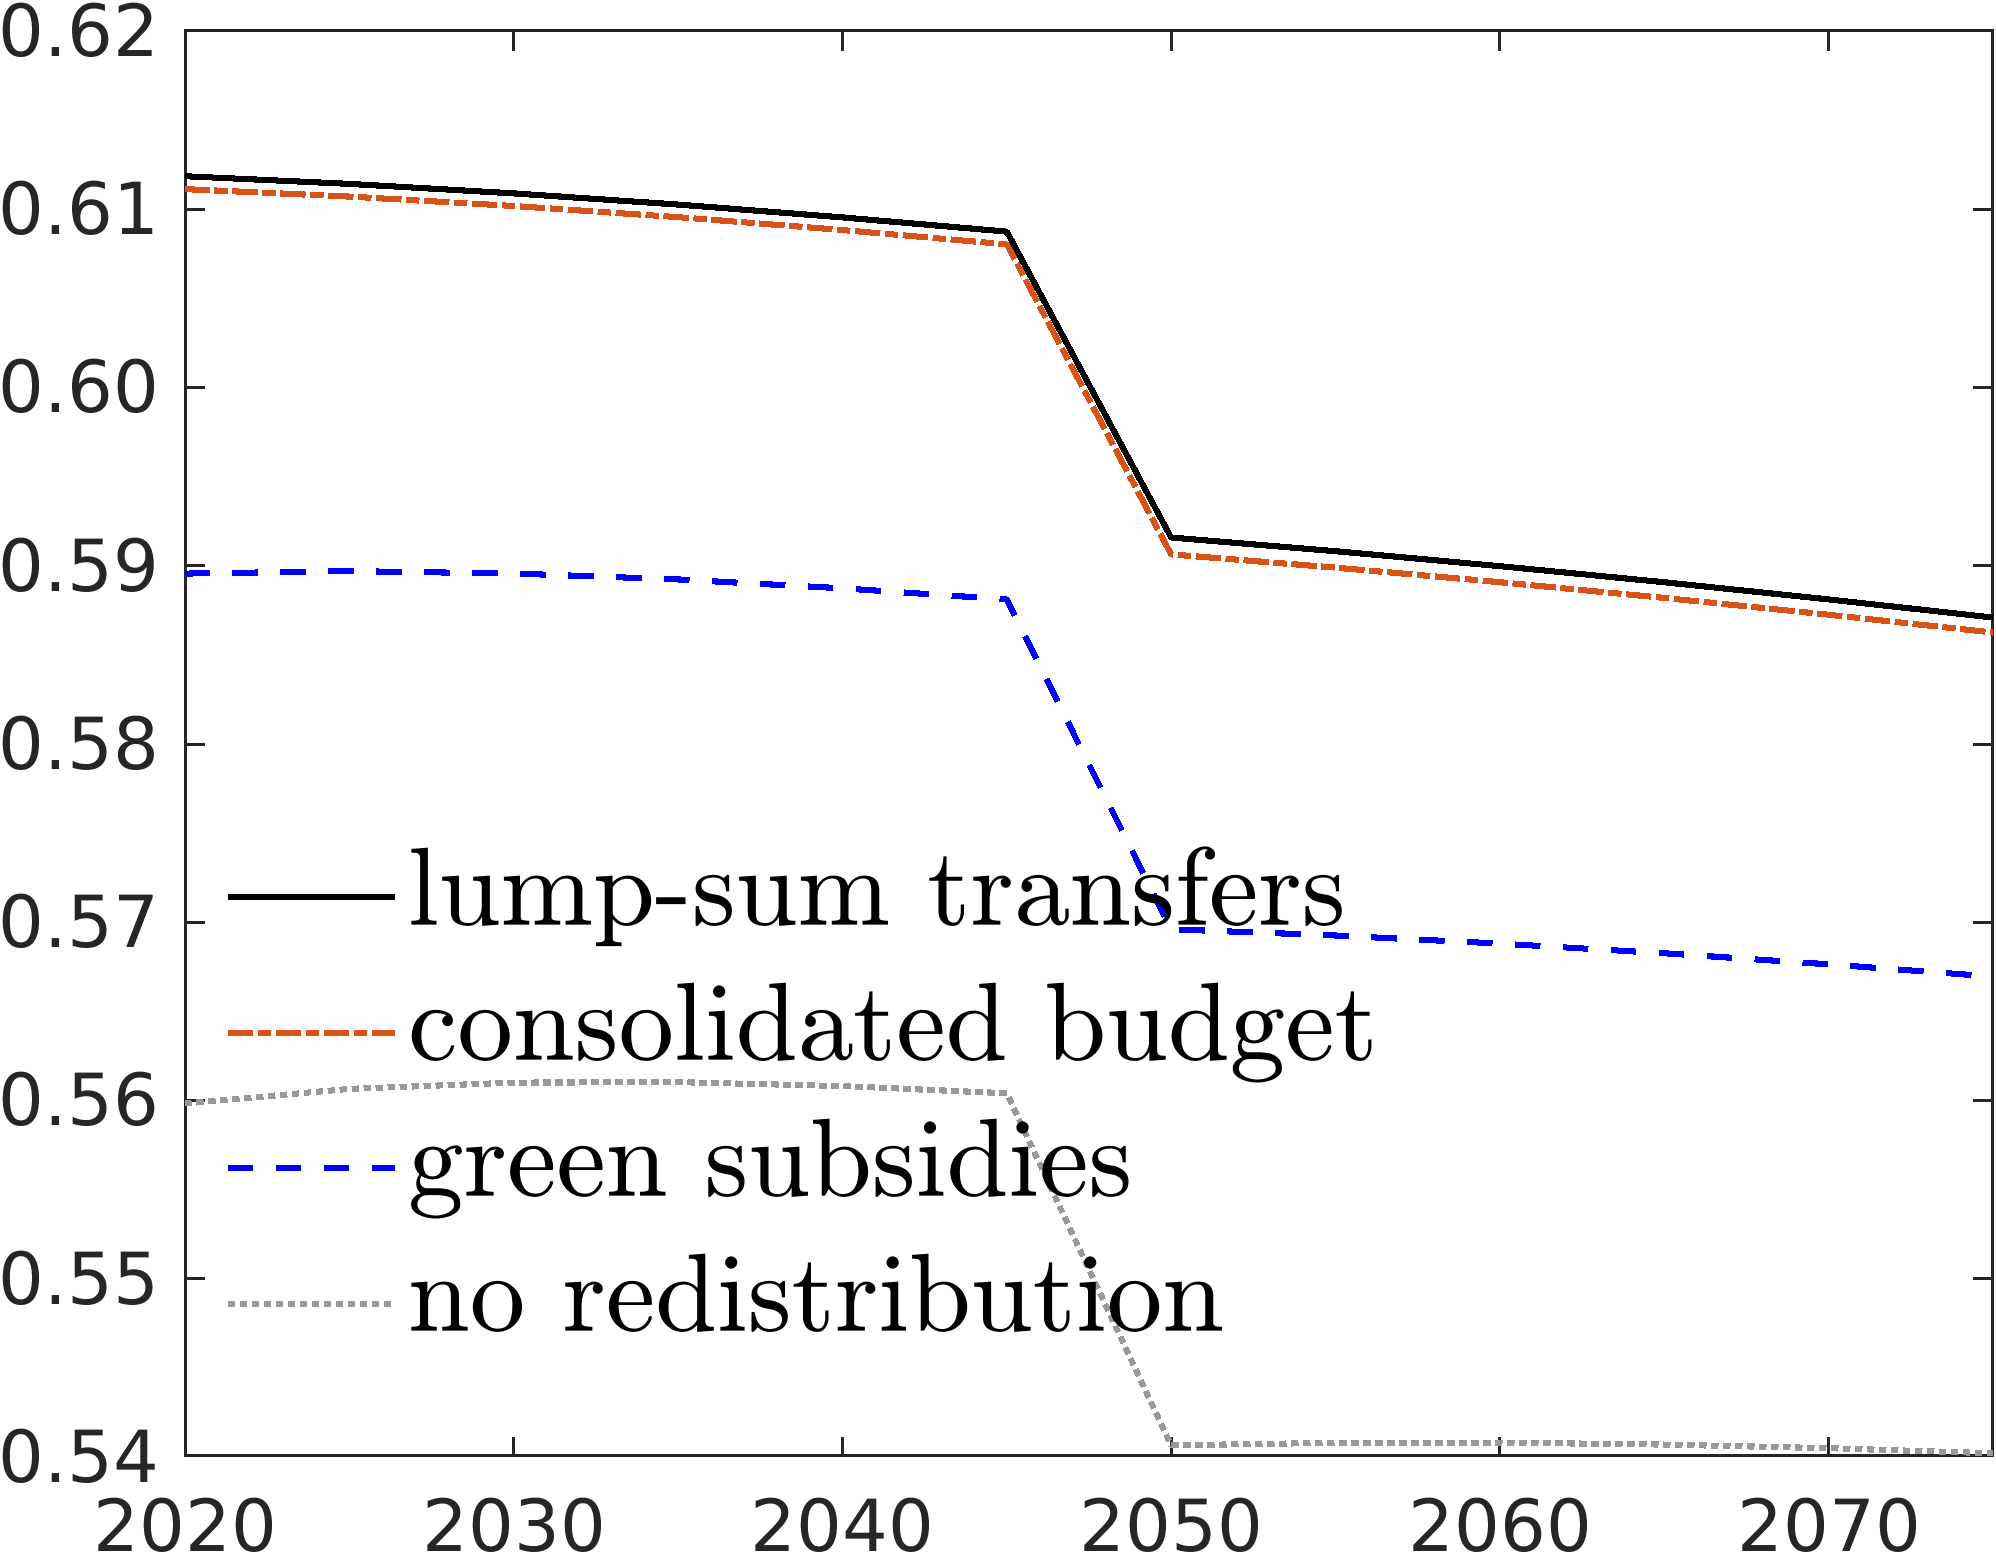 0.62
0.61
0.60
0.59
0.58
0.57
0.56
0.55
0.54
lump-sum transfers
consolidated budget
green subsidies
no redistribution
2020 2030 2040 2050 2060 2070